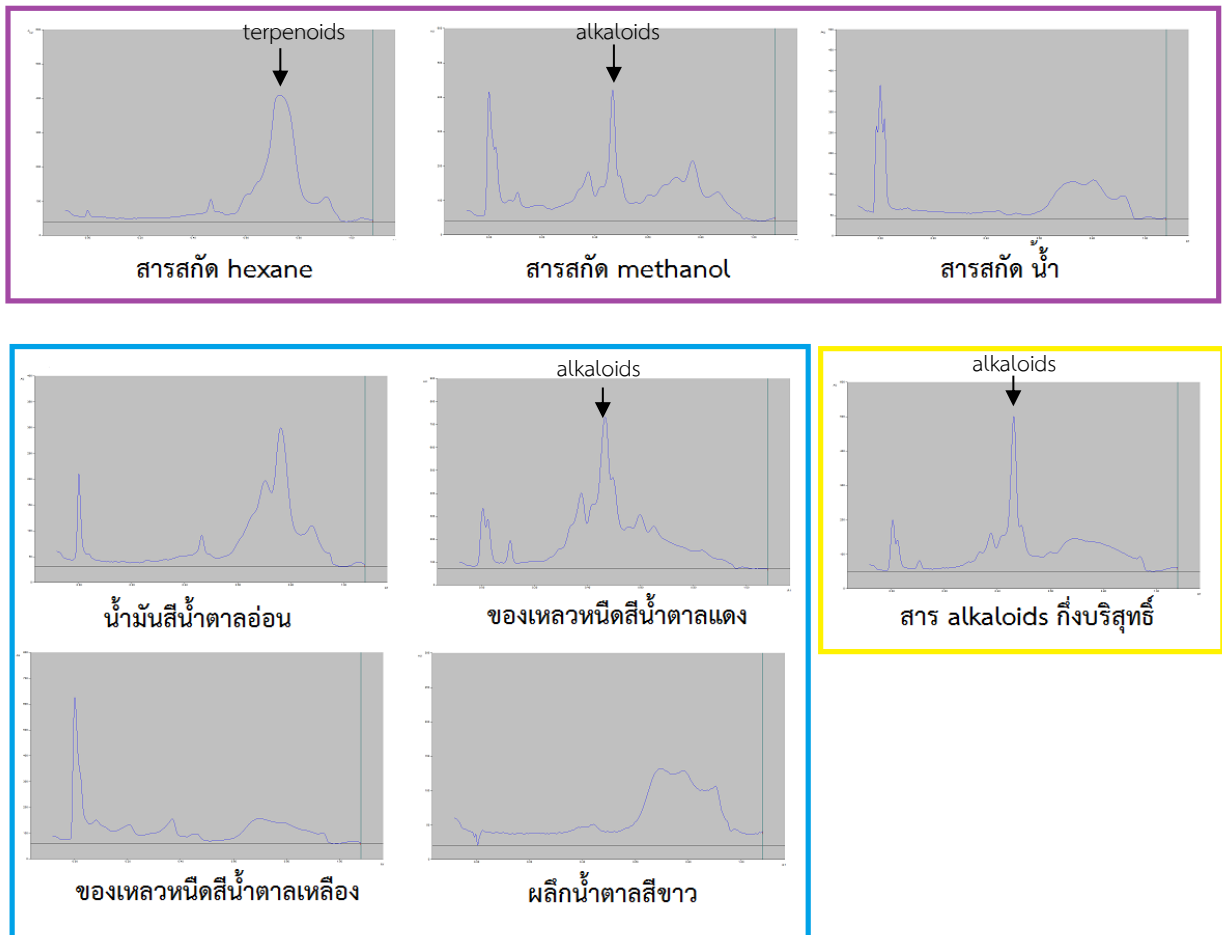 terpenoids
alkaloids
สารสกัด hexane
สารสกัด methanol
สารสกัด น้ำ
alkaloids
alkaloids
น้ำมันสีน้ำตาลอ่อน
ของเหลวหนืดสีน้ำตาลแดง
สาร alkaloids กึ่งบริสุทธิ์
ของเหลวหนืดสีน้ำตาลเหลือง
ผลึกน้ำตาลสีขาว